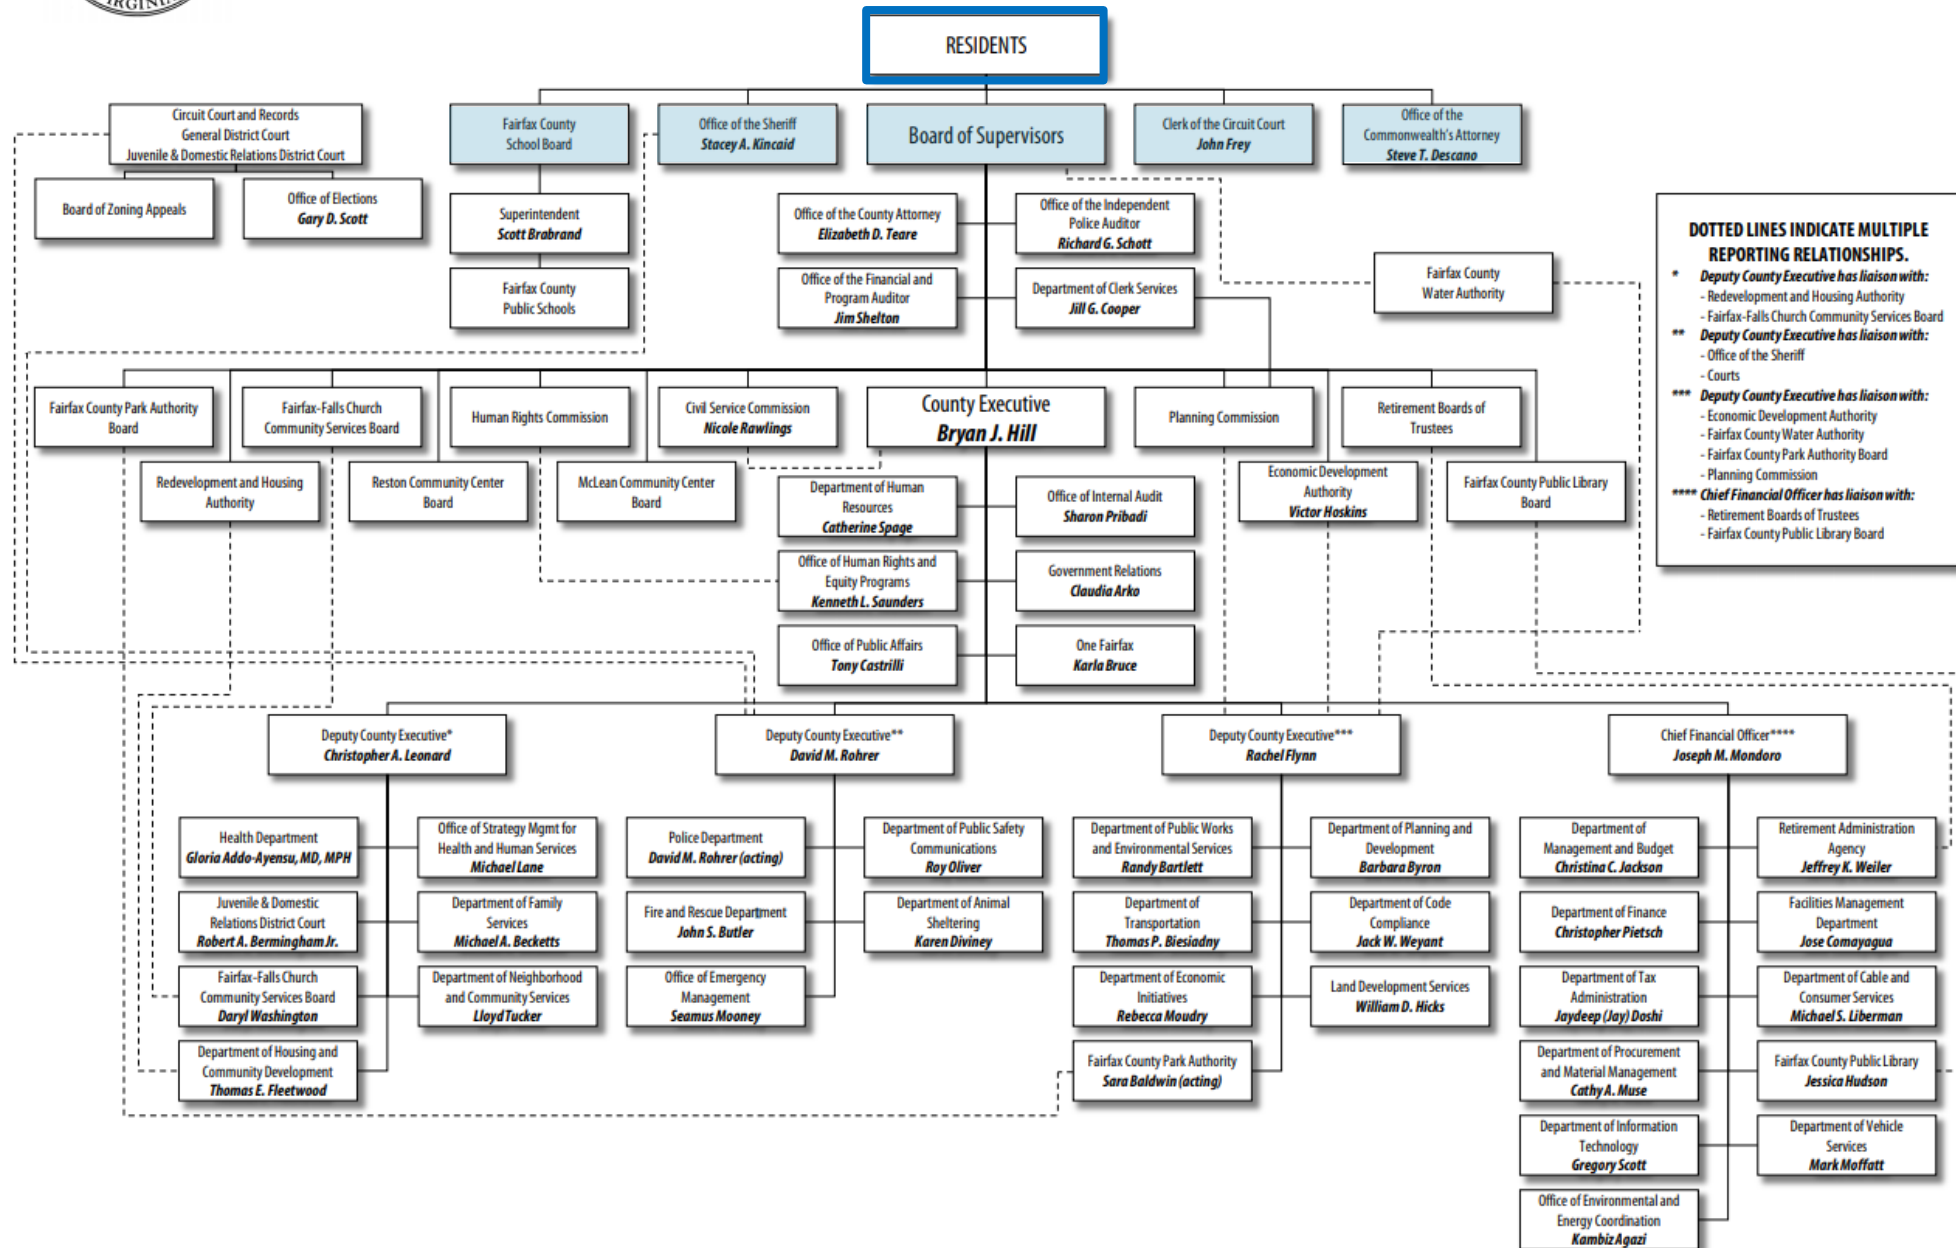 VIRGINIA
RESIDENTS
Circuit Court and Records
General District Court
Juvenile & Domestic Relations District Court
Fairfax County
School Board
Office of the Sheriff
Stacey A. Kincaid
Board of Supervisors
Clerk of the Circuit Court
John Frey
Office of the
Commonwealth's Attorney
Steve T. Descano
Board of Zoning Appeals
Office of Elections
Gary D. Scott
Superintendent
Scott Brabrand
Fairfax County
Public Schools
Office of the County Attorney
Elizabeth D. Teare
Office of the Independent
Police Auditor
Richard G. Schott
Office of the Financial and
Program Auditor
Jim Shelton
Department of Clerk Services
Jill G. Cooper
Fairfax County
Water Authority
DOTTED LINES INDICATE MULTIPLE
REPORTING RELATIONSHIPS.
* Deputy County Executive has liaison with:
- Redevelopment and Housing Authority
- Fairfax-Falls Church Community Services Board
** Deputy County Executive has liaison with:
- Office of the Sheriff
- Courts
*** Deputy County Executive has liaison with:
- Economic Development Authority
- Fairfax County Water Authority
- Fairfax County Park Authority Board
- Planning Commission
**** Chief Financial Officer has liaison with:
- Retirement Boards of Trustees
- Fairfax County Public Library Board
Fairfax County Park Authority
Board
Fairfax-Falls Church
Community Services Board
Human Rights Commission
Civil Service Commission
Nicole Rawlings
County Executive
Bryan J. Hill
Planning Commission
Retirement Boards of
Trustees
Redevelopment and Housing
Authority
Reston Community Center
Board
McLean Community Center
Board
Economic Development
Authority
Victor Hoskins
Fairfax County Public Library
Board
Department of Human
Resources
Catherine Spage
Office of Internal Audit
Sharon Pribadi
Office of Human Rights and
Equity Programs
Kenneth L. Saunders
Government Relations
Claudia Arko
Office of Public Affairs
Tony Castrilli
One Fairfax
Karla Bruce
Deputy County Executive*
Christopher A. Leonard
Deputy County Executive**
David M. Rohrer
Deputy County Executive***
Rachel Flynn
Chief Financial Officer****
Joseph M. Mondoro
Health Department
Gloria Addo-Ayensu, MD, MPH
Office of Strategy Mgmt for
Health and Human Services
Michael Lane
Juvenile & Domestic
Relations District Court
Robert A. Bermingham Jr.
Department of Family
Services
Michael A. Becketts
Fairfax-Falls Church
Community Services Board
Daryl Washington
Department of Neighborhood
and Community Services
Lloyd Tucker
Department of Housing and
Community Development
Thomas E. Fleetwood
Police Department
David M. Rohrer (acting)
Department of Public Safety
Communications
Roy Oliver
Fire and Rescue Department
John S. Butler
Department of Animal
Sheltering
Karen Diviney
Office of Emergency
Management
Seamus Mooney
Department of Public Works
and Environmental Services
Randy Bartlett
Department of Planning and
Development
Barbara Byron
Department of
Transportation
Thomas P. Biesiadny
Department of Code
Compliance
Jack W. Weyant
Department of Economic
Initiatives
Rebecca Moudry
Land Development Services
William D. Hicks
Fairfax County Park Authority
Sara Baldwin (acting)
Department of
Management and Budget
Christina C. Jackson
Retirement Administration
Agency
Jeffrey K. Weiler
Department of Finance
Christopher Pietsch
Facilities Management
Department
Jose Comayagua
Department of Tax
Administration
Jaydeep (Jay) Doshi
Department of Cable and
Consumer Services
Michael S. Liberman
Department of Procurement
and Material Management
Cathy A. Muse
Fairfax County Public Library
Jessica Hudson
Department of Information
Technology
Gregory Scott
Department of Vehicle
Services
Mark Moffatt
Office of Environmental and
Energy Coordination
Kambiz Agazi